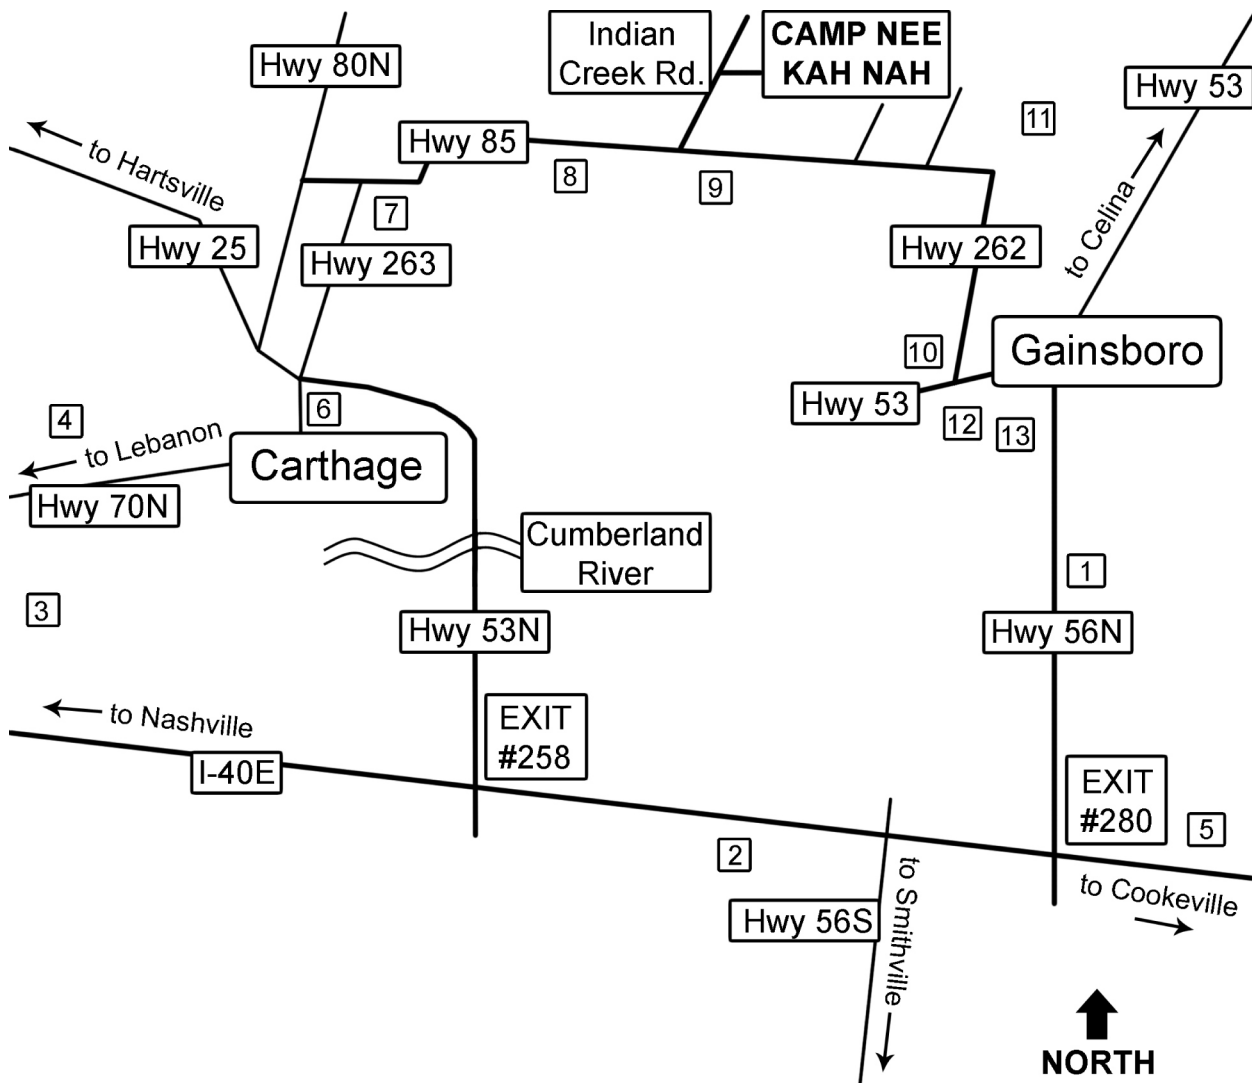 Indian
Creek Rd.
CAMP NEE
KAH NAH
Hwy 80N
Hwy 53
11
to Hartsville
Hwy 85
8
9
7
to Celina
Hwy 25
Hwy 263
Hwy 262
10
Gainsboro
4
6
Hwy 53
12
13
to Lebanon
Carthage
Hwy 70N
Cumberland
River
1
3
Hwy 53N
Hwy 56N
to Nashville
EXIT
#258
I-40E
EXIT
#280
5
2
to Smithville
to Cookeville
Hwy 56S
NORTH